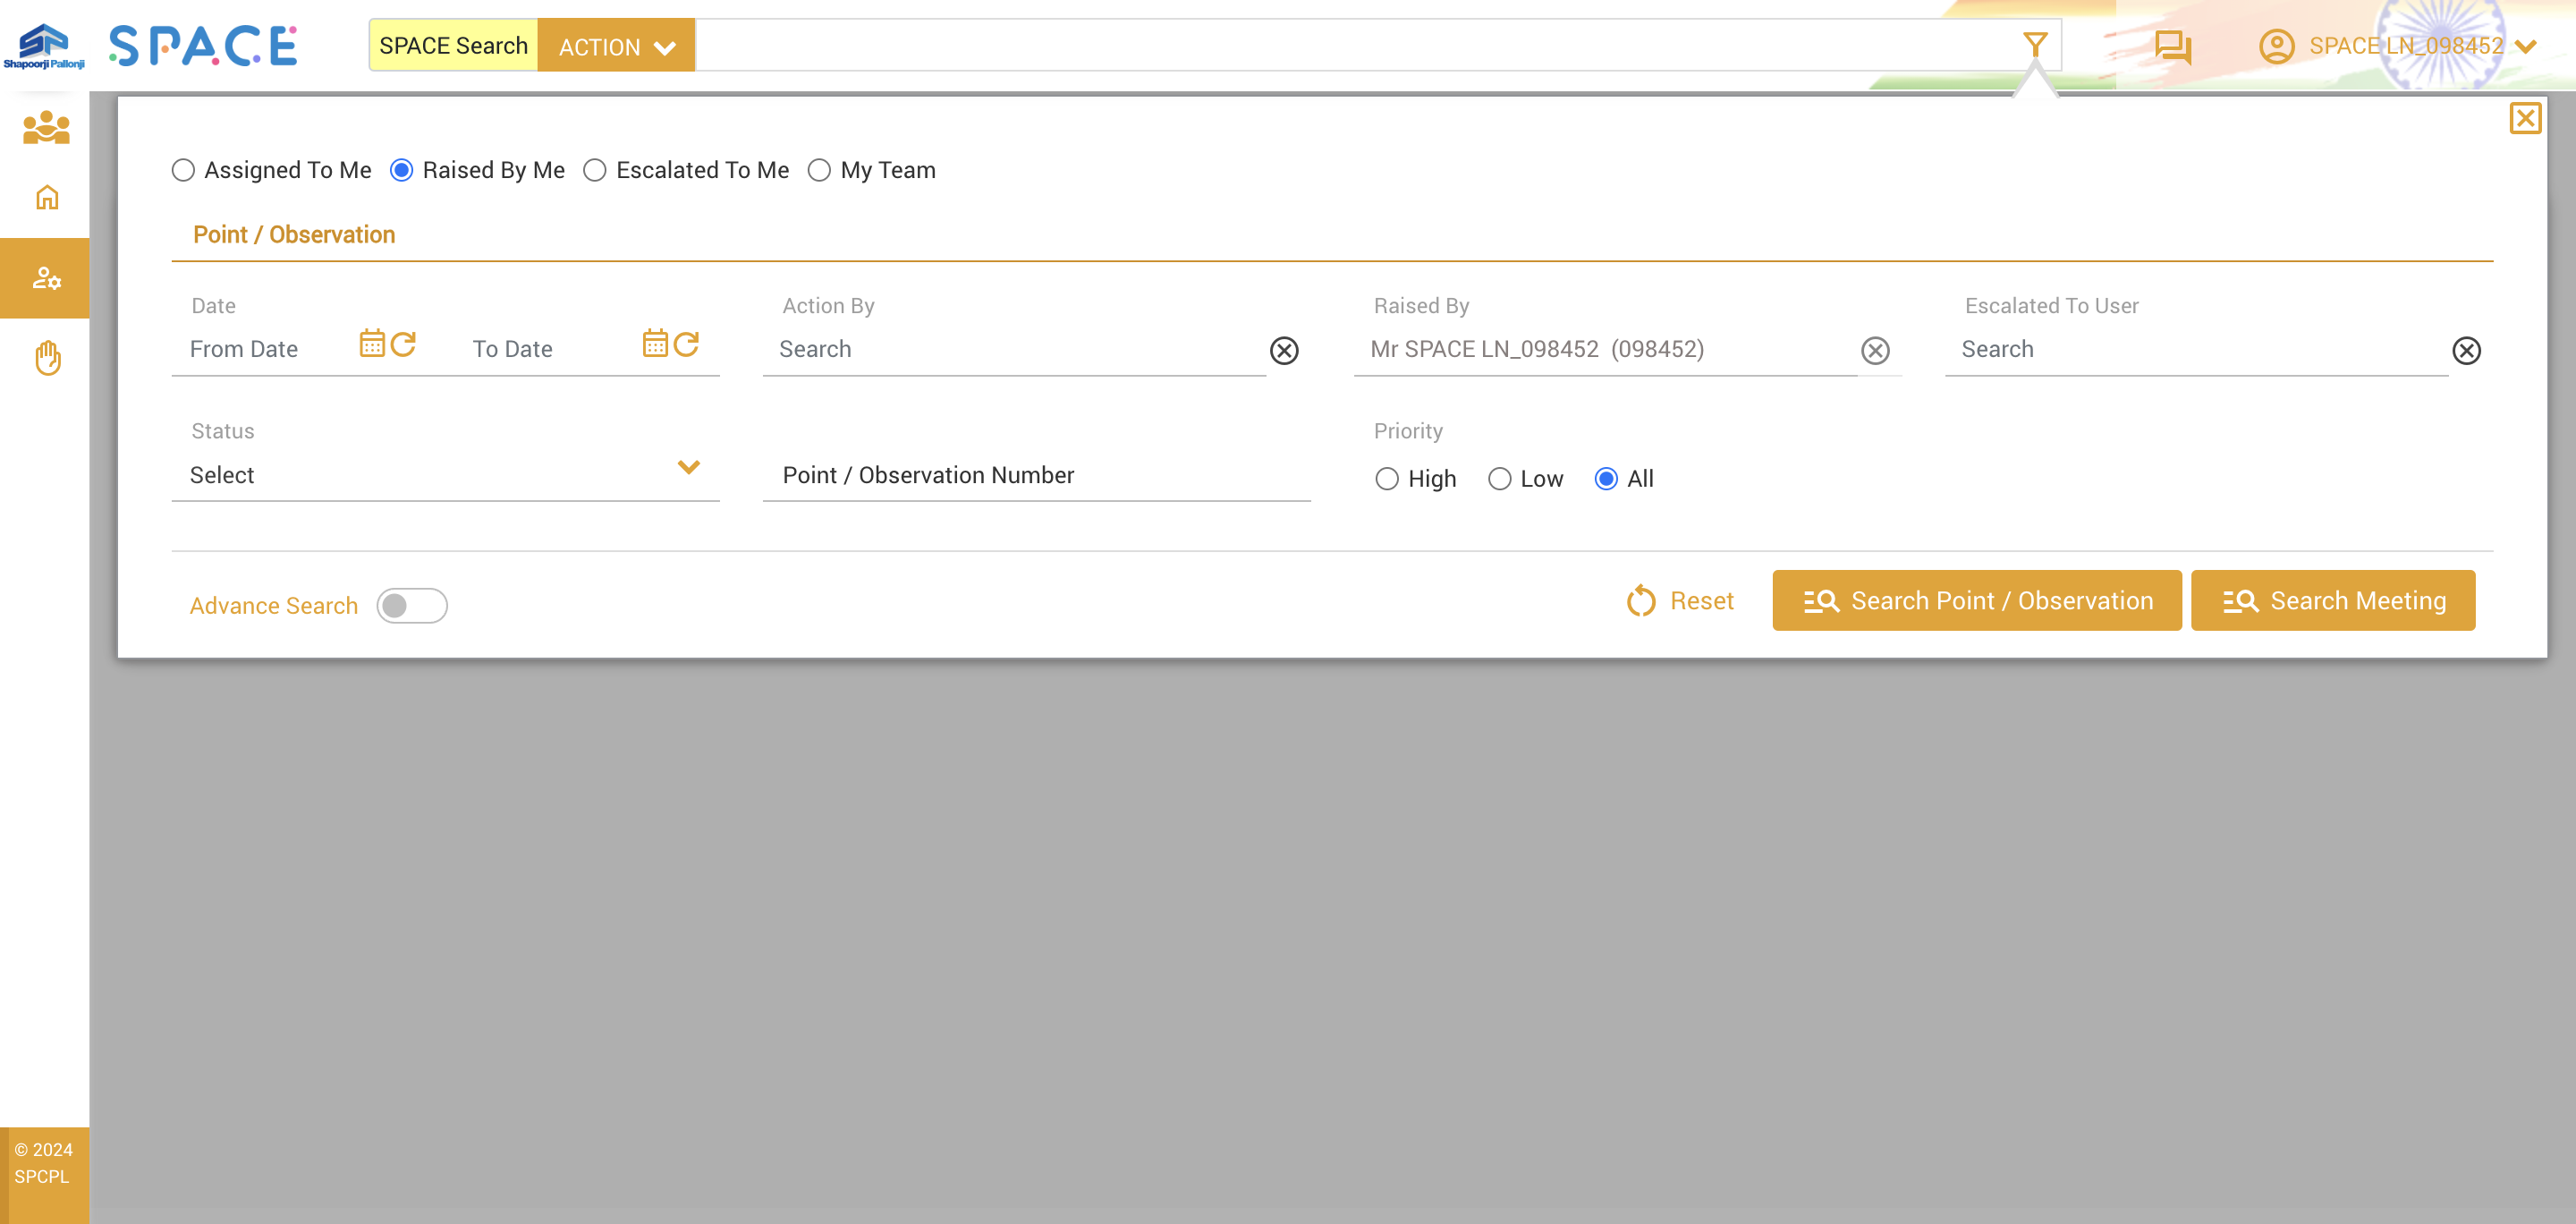 Shapoorji Pallonji
SPACE
SPACE Search
ACTION
SPACE LN_098452
Assigned To Me
Raised By Me
Escalated To Me
My Team
Point / Observation
Date
Action By
Raised By
Escalated To User
From Date
To Date
Search
Mr SPACE LN_098452 (098452)
Search
Status
Priority
Select
Point / Observation Number
High
Low
All
Advance Search
Reset
Search Point / Observation
Search Meeting
© 2024
SPCPL